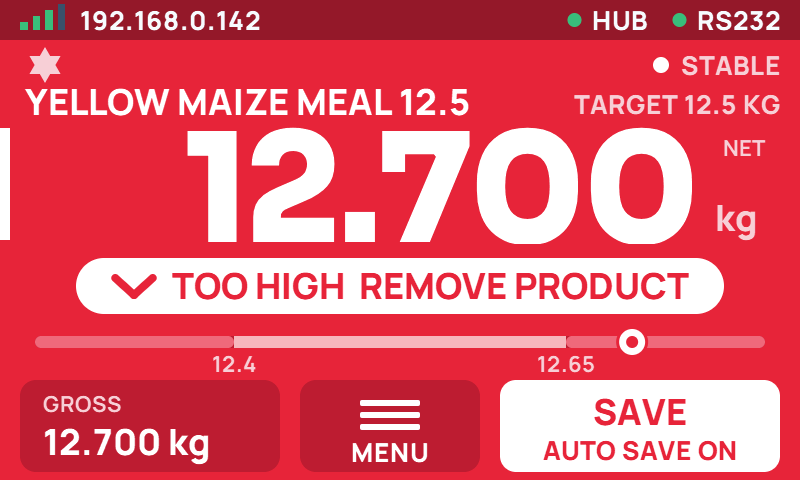 192.168.0.142
HUB
RS232
STABLE
YELLOW MAIZE MEAL 12.5
TARGET 12.5 KG
12.700
NET
kg
TOO HIGH REMOVE PRODUCT
12.4
12.65
GROSS
12.700 kg
MENU
SAVE
AUTO SAVE ON